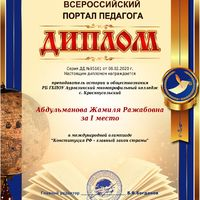 ВСЕРОССИЙСКИЙ
ПОРТАЛ ПЕДАГОГА
ДИПЛОМ
Настоящим дипломом награждается
преподаватель истории и обществознания
РБ ГБПОУ Аургазинский многопрофильный колледж
с. Красноусольский
Абдульманова Жамиля Ражабовна
за I место
в международной олимпиаде
"Конституция РФ - главный закон страны"
Главный редактор